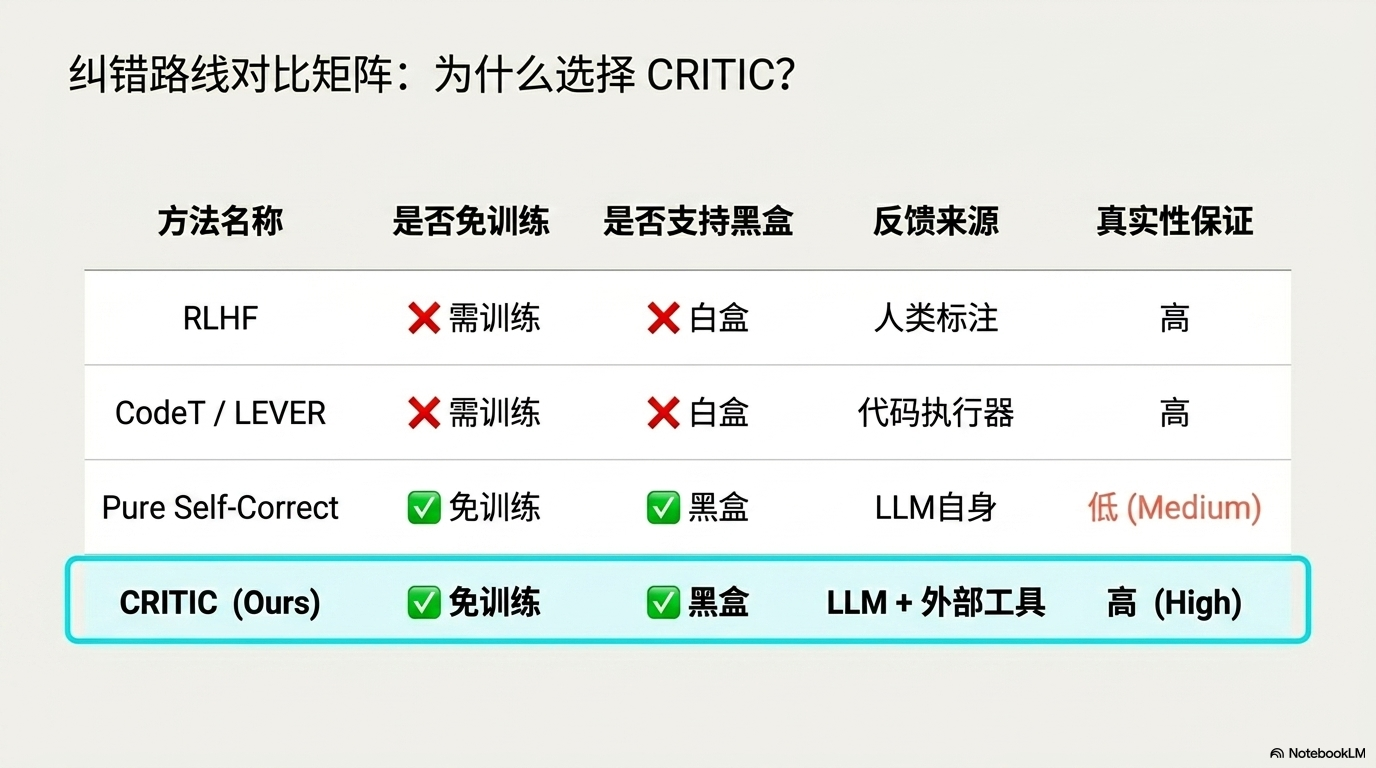 纠错路线对比矩阵：为什么选择 CRITIC？
方法名称 是否免训练 是否支持黑盒 反馈来源 真实性保证
RLHF ❌ 需训练 ❌ 白盒 人类标注 高
CodeT / LEVER ❌ 需训练 ❌ 白盒 代码执行器 高
Pure Self-Correct ✅ 免训练 ✅ 黑盒 LLM自身 低 (Medium)
CRITIC (Ours) ✅ 免训练 ✅ 黑盒 LLM + 外部工具 高 (High)
NotebookLM